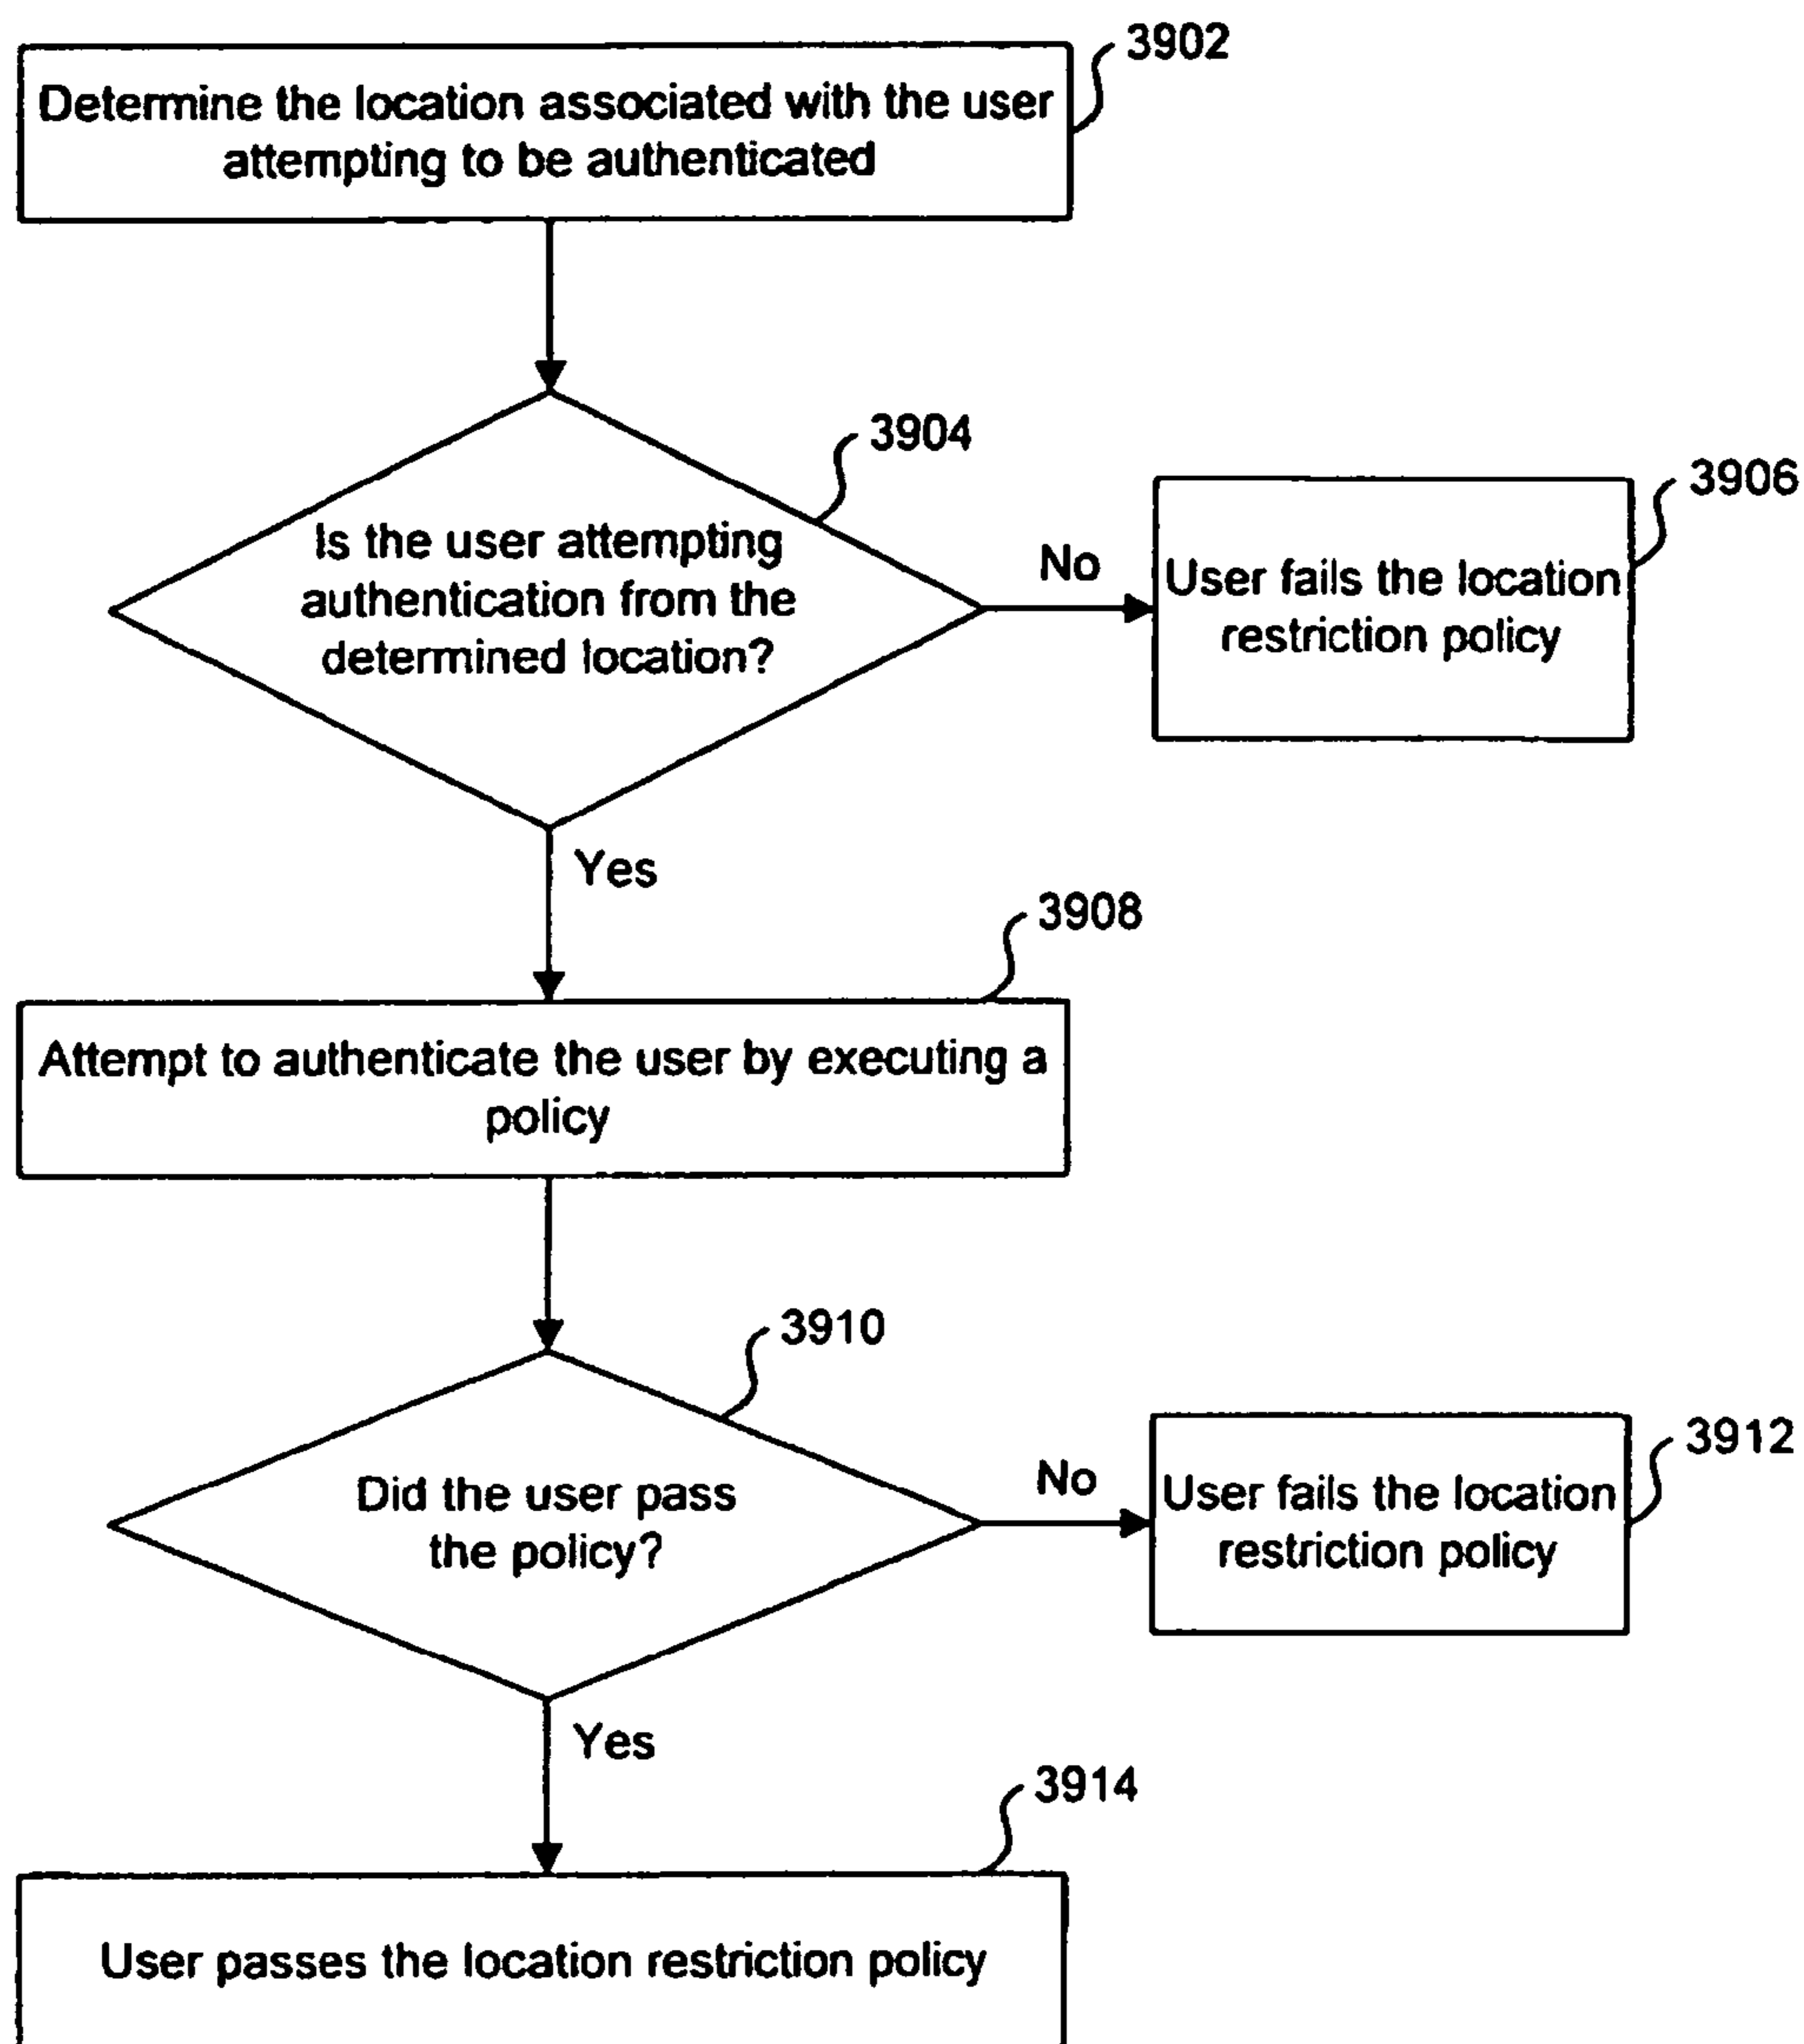 3902
Determine the location associated with the user
attempting to be authenticated
3904
Is the user attempting
authentication from the
determined location?
No
3906
User fails the location
restriction policy
Yes
3908
Attempt to authenticate the user by executing a
policy
3910
Did the user pass
the policy?
No
3912
User fails the location
restriction policy
Yes
3914
User passes the location restriction policy